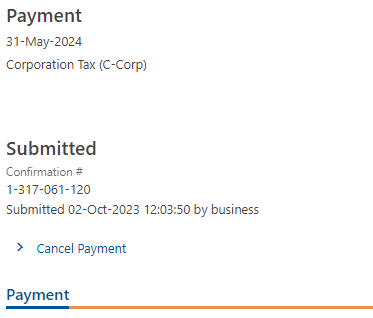 Payment
31-May-2024
Corporation Tax (C-Corp)
Submitted
Confirmation #
1-317-061-120
Submitted 02-Oct-2023 12:03:50 by business
Cancel Payment
Payment